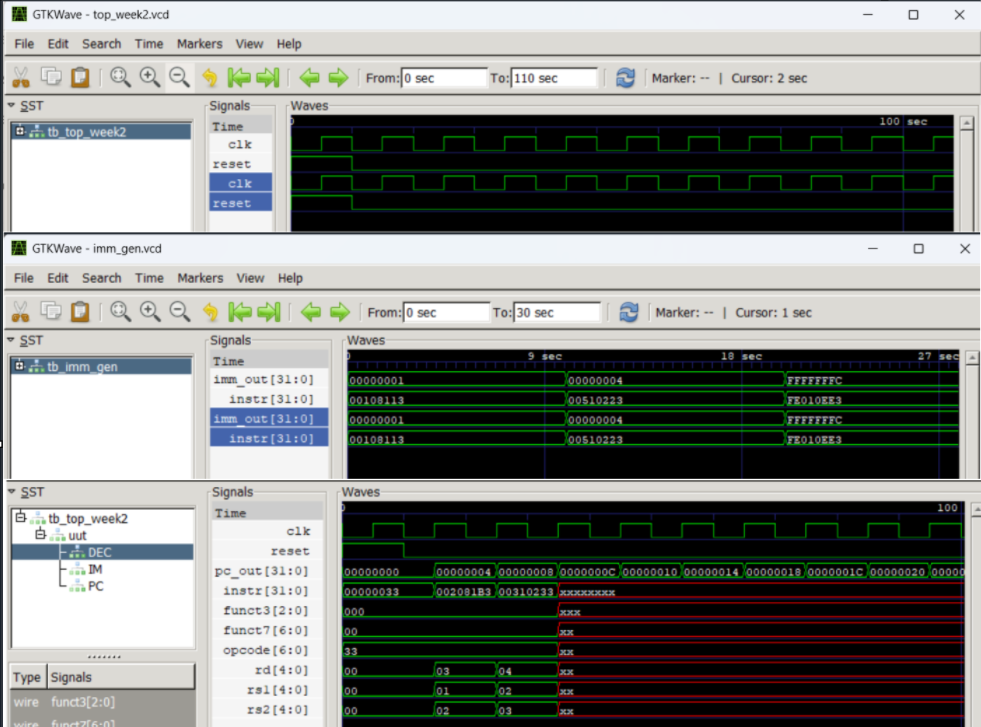 GTKWave - top_week2.vcd
File Edit Search Time Markers View Help
From: 0 sec To: 110 sec Marker: -- | Cursor: 2 sec
SST Signals Waves
tb_top_week2 Time 0 100 sec
clk
reset
clk
reset
GTKWave - imm_gen.vcd
File Edit Search Time Markers View Help
From: 0 sec To: 30 sec Marker: -- | Cursor: 1 sec
SST Signals Waves
tb_imm_gen Time 0 9 sec 18 sec 27 sec
imm_out[31:0] 00000001 00000004 FFFFFFFC
instr[31:0] 00108113 00510223 FE010EE3
imm_out[31:0] 00000001 00000004 FFFFFFFC
instr[31:0] 00108113 00510223 FE010EE3
SST Signals Waves
tb_top_week2 Time 0 100
uut clk
DEC reset
IM pc_out[31:0] 00000000 00000004 00000008 0000000C 00000010 00000014 00000018 0000001C 00000020 00000
PC instr[31:0] 00000033 002081B3 00310233 xxxxxxxx
funct3[2:0] 000 xxx
funct7[6:0] 00 xx
opcode[6:0] 33 xx
rd[4:0] 00 03 04 xx
Type Signals rs1[4:0] 00 01 02 xx
wire funct3[2:0] rs2[4:0] 00 02 03 xx
wire funct7[6:0]